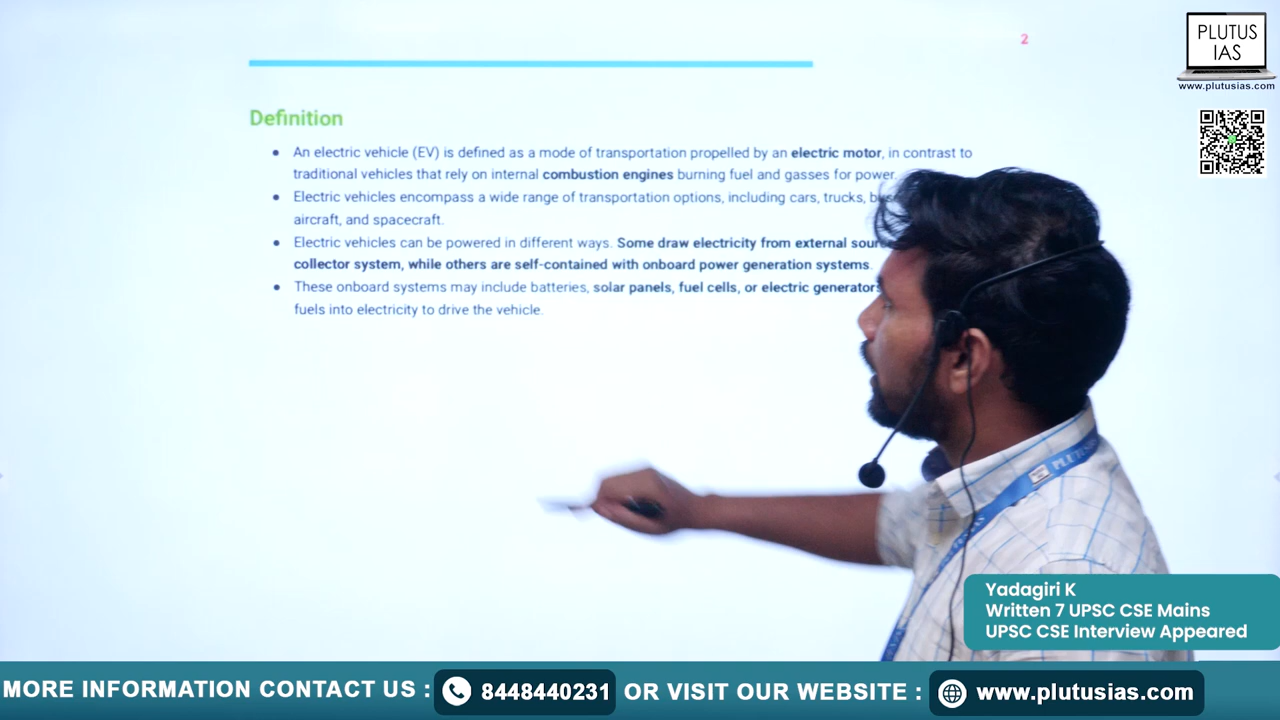 2
PLUTUS
IAS
www.plutusias.com
Definition
• An electric vehicle (EV) is defined as a mode of transportation propelled by an electric motor, in contrast to
traditional vehicles that rely on internal combustion engines burning fuel and gasses for power.
• Electric vehicles encompass a wide range of transportation options, including cars, trucks,
aircraft, and spacecraft.
• Electric vehicles can be powered in different ways. Some draw electricity from external
collector system, while others are self-contained with onboard power generation systems.
• These onboard systems may include batteries, solar panels, fuel cells, or electric generators
fuels into electricity to drive the vehicle.
Yadagiri K
Written 7 UPSC CSE Mains
UPSC CSE Interview Appeared
MORE INFORMATION CONTACT US : 8448440231 OR VISIT OUR WEBSITE : www.plutusias.com